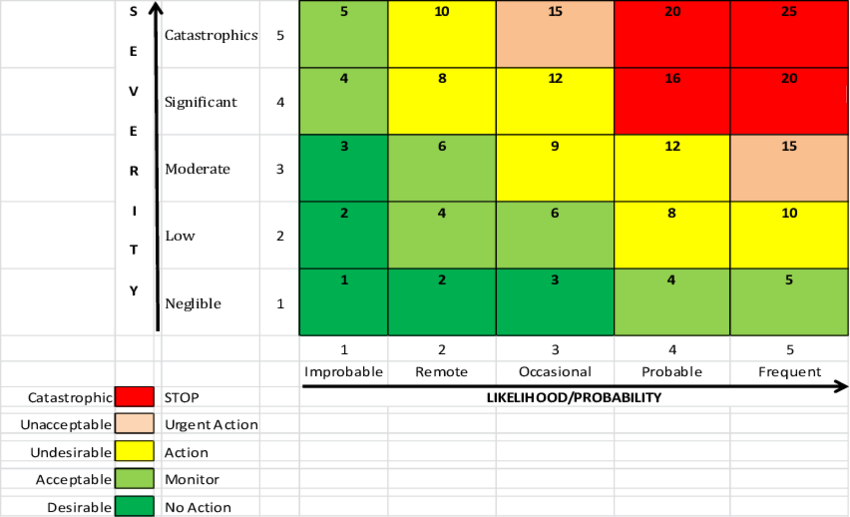 S
E
V
E
R
I
T
Y
Catastrophics 5 5 10 15 20 25
Significant 4 4 8 12 16 20
Moderate 3 3 6 9 12 15
Low 2 2 4 6 8 10
Neglible 1 1 2 3 4 5
1 2 3 4 5
Improbable Remote Occasional Probable Frequent
LIKELIHOOD/PROBABILITY
Catastrophic STOP
Unacceptable Urgent Action
Undesirable Action
Acceptable Monitor
Desirable No Action